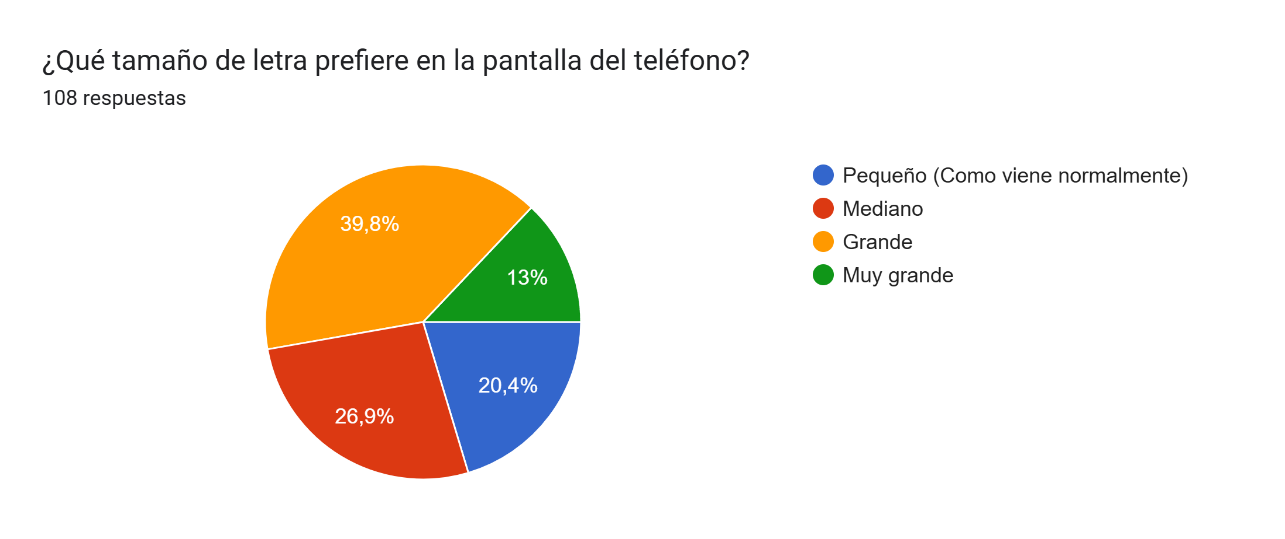 ¿Qué tamaño de letra prefiere en la pantalla del teléfono?
108 respuestas
39,8%
13%
20,4%
26,9%
Pequeño (Como viene normalmente)
Mediano
Grande
Muy grande